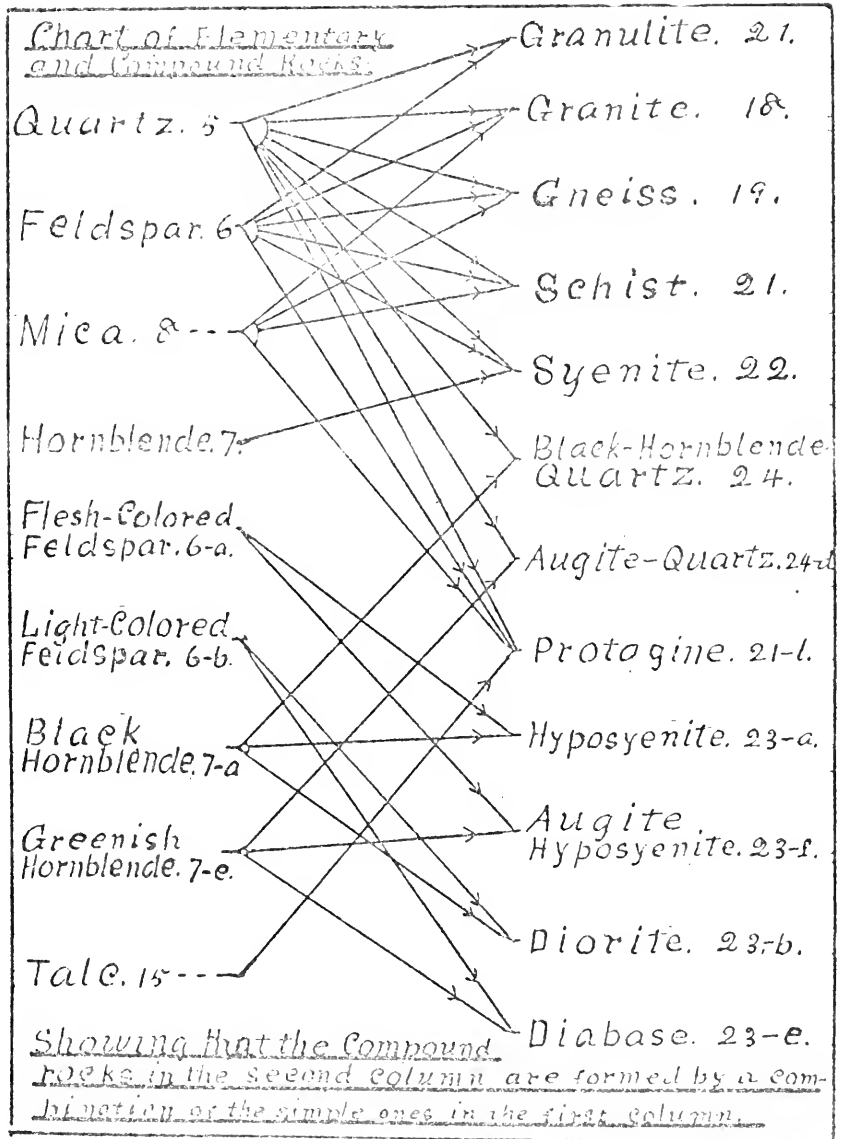 Chart of Elementary
and Compound Rocks.
Quartz. 5
Feldspar. 6
Mica. 8 ---
Hornblende. 7.
Flesh-Colored
Feldspar. 6-a.
Light-Colored
Feldspar. 6-b.
Black
Hornblende. 7-a
Greenish
Hornblende. 7-e.
Talc. 15 ---
Granulite. 21.
Granite. 18.
Gneiss. 19.
Schist. 21.
Syenite. 22.
Black-Hornblende-
Quartz. 24.
Augite-Quartz. 24-d
Protogine. 21-l.
Hyposyenite. 23-a.
Augite
Hyposyenite. 23-f.
Diorite. 23-b.
Diabase. 23-e.
Showing that the Compound
rocks in the second column are formed by a com-
bination of the simple ones in the first column.